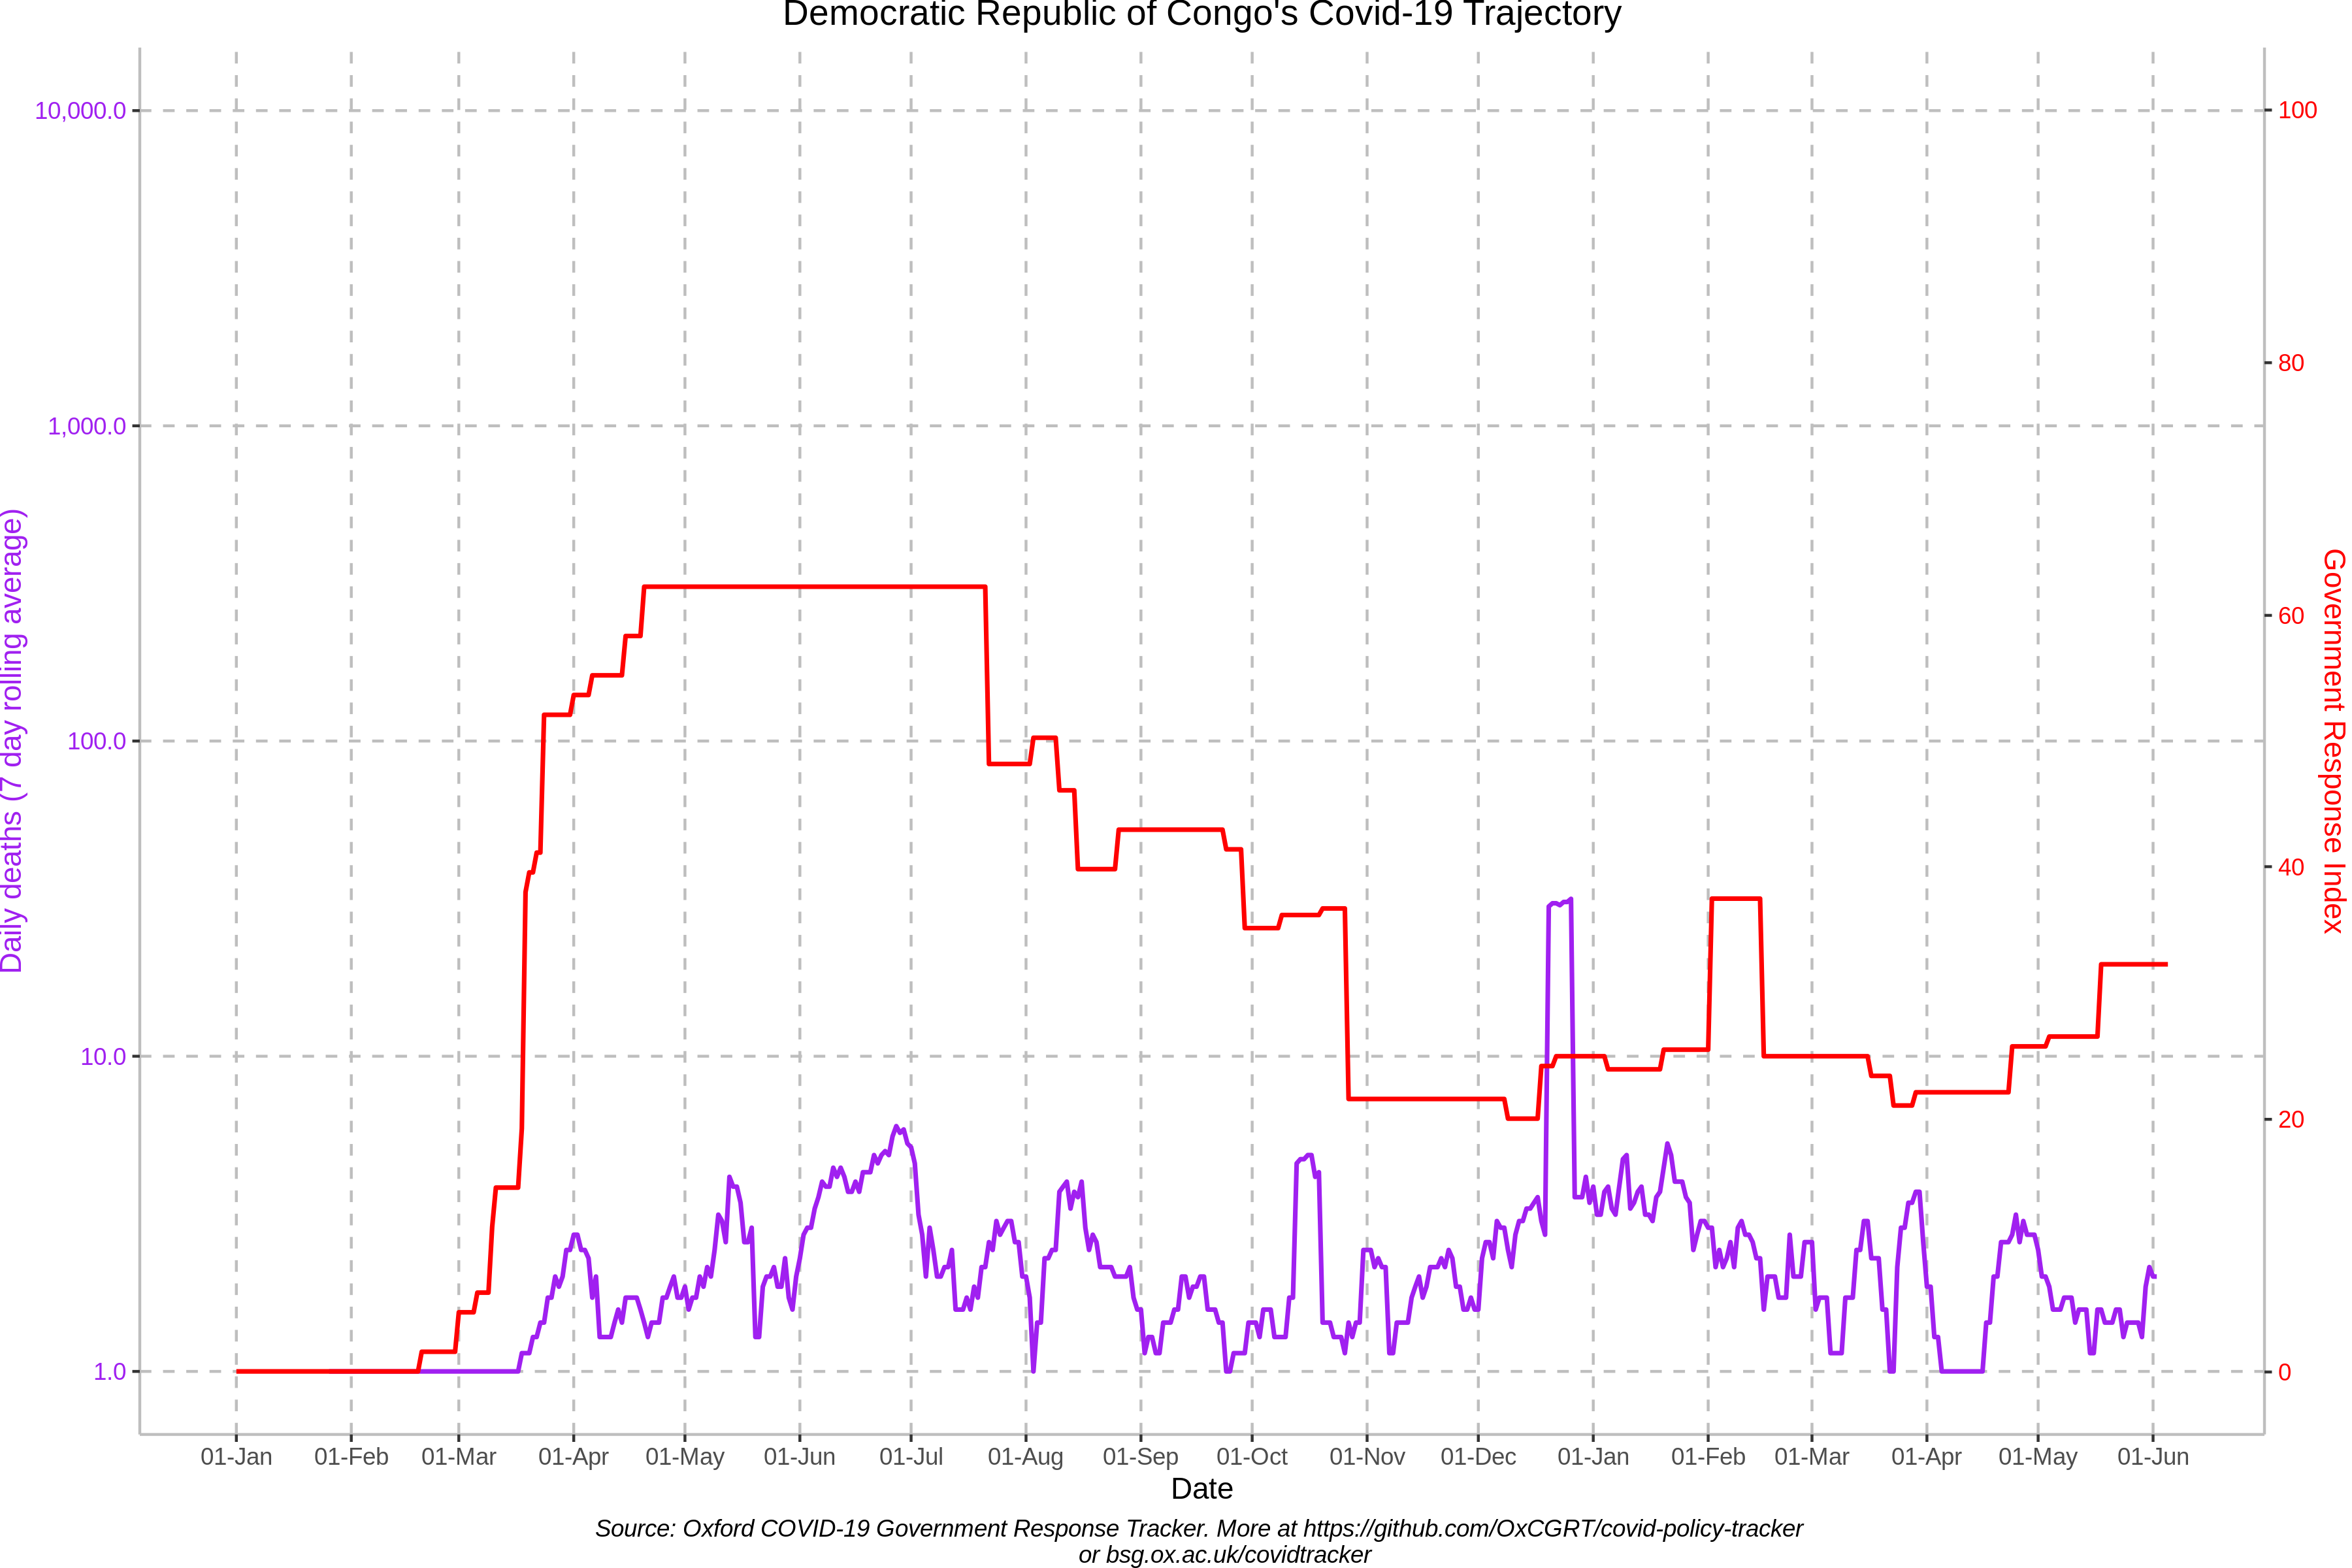 Democratic Republic of Congo's Covid-19 Trajectory
10,000.0
1,000.0
100.0
10.0
1.0
Daily deaths (7 day rolling average)
100
80
60
40
20
0
Government Response Index
01-Jan 01-Feb 01-Mar 01-Apr 01-May 01-Jun 01-Jul 01-Aug 01-Sep 01-Oct 01-Nov 01-Dec 01-Jan 01-Feb 01-Mar 01-Apr 01-May 01-Jun
Date
Source: Oxford COVID-19 Government Response Tracker. More at https://github.com/OxCGRT/covid-policy-tracker
or bsg.ox.ac.uk/covidtracker